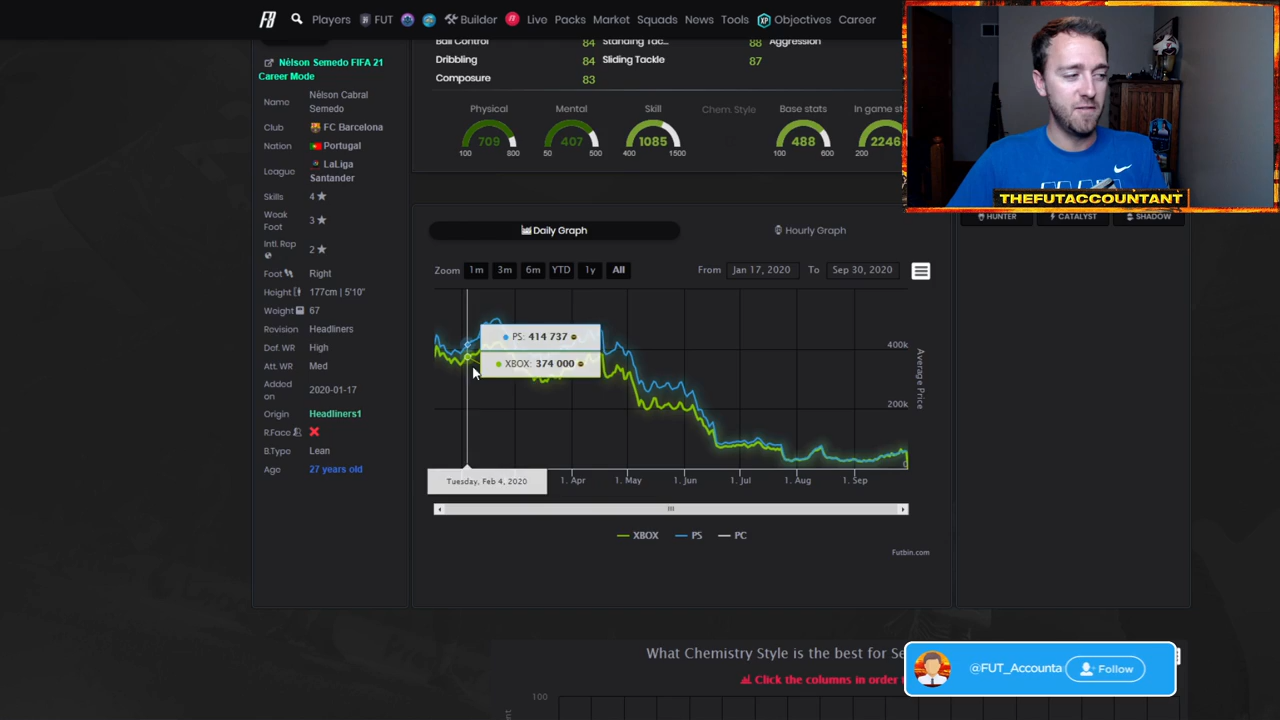 Players FUT Builder Live Packs Market Squads News Tools XP Objectives Career
Ball Control 84 Standing Tac... 88 Aggression
Nélson Semedo FIFA 21
Career Mode
Dribbling 84 Sliding Tackle 87
Composure 83
Name Nélson Cabral
Semedo
Club FC Barcelona
Nation Portugal
League LaLiga
Santander
Skills 4★
Weak
Foot 3★
Intl. Rep 2★
Foot Right
Height 177cm | 5'10"
Weight 67
Revision Headliners
Def. WR High
Att. WR Med
Added
on 2020-01-17
Origin Headliners1
R.Face
B.Type Lean
Age 27 years old
Physical Mental Skill Chem. Style Base stats In game st
709 407 1085 488 2246
100 800 50 500 400 1500 100 600 200
THEFUTACCOUNTANT
HUNTER CATALYST SHADOW
Daily Graph Hourly Graph
Zoom 1m 3m 6m YTD 1y All From Jan 17, 2020 To Sep 30, 2020
PS: 414 737
XBOX: 374 000
400k
200k
0
Average Price
Tuesday, Feb 4, 2020
1. Apr 1. May 1. Jun 1. Jul 1. Aug 1. Sep
XBOX PS PC
Futbin.com
What Chemistry Style is the best for Se
Click the columns in order t
100
@FUT_Accounta Follow